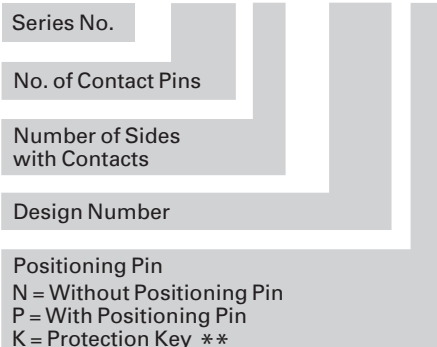 Series No.
No. of Contact Pins
Number of Sides
with Contacts
Design Number
Positioning Pin
N = Without Positioning Pin
P = With Positioning Pin
K = Protection Key **